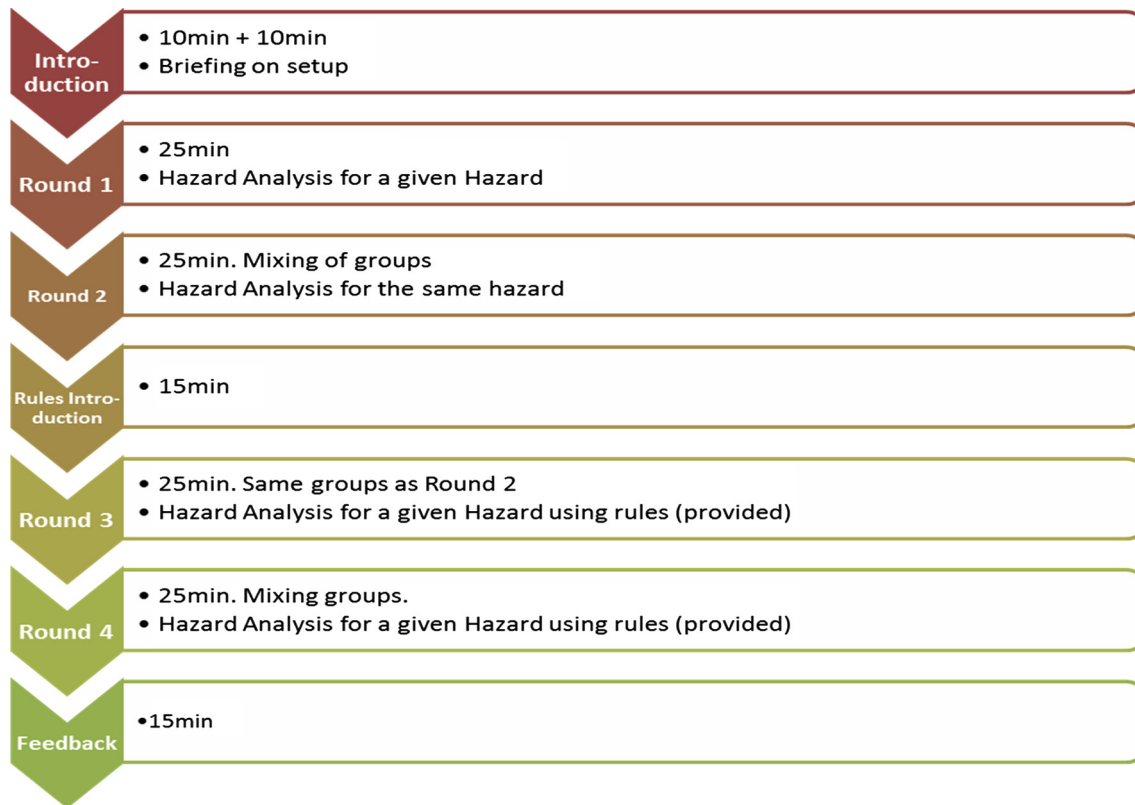 Intro-
duction
• 10min + 10min
• Briefing on setup
Round 1
• 25min
• Hazard Analysis for a given Hazard
Round 2
• 25min. Mixing of groups
• Hazard Analysis for the same hazard
Rules Intro-
duction
• 15min
Round 3
• 25min. Same groups as Round 2
• Hazard Analysis for a given Hazard using rules (provided)
Round 4
• 25min. Mixing groups.
• Hazard Analysis for a given Hazard using rules (provided)
Feedback
•15min